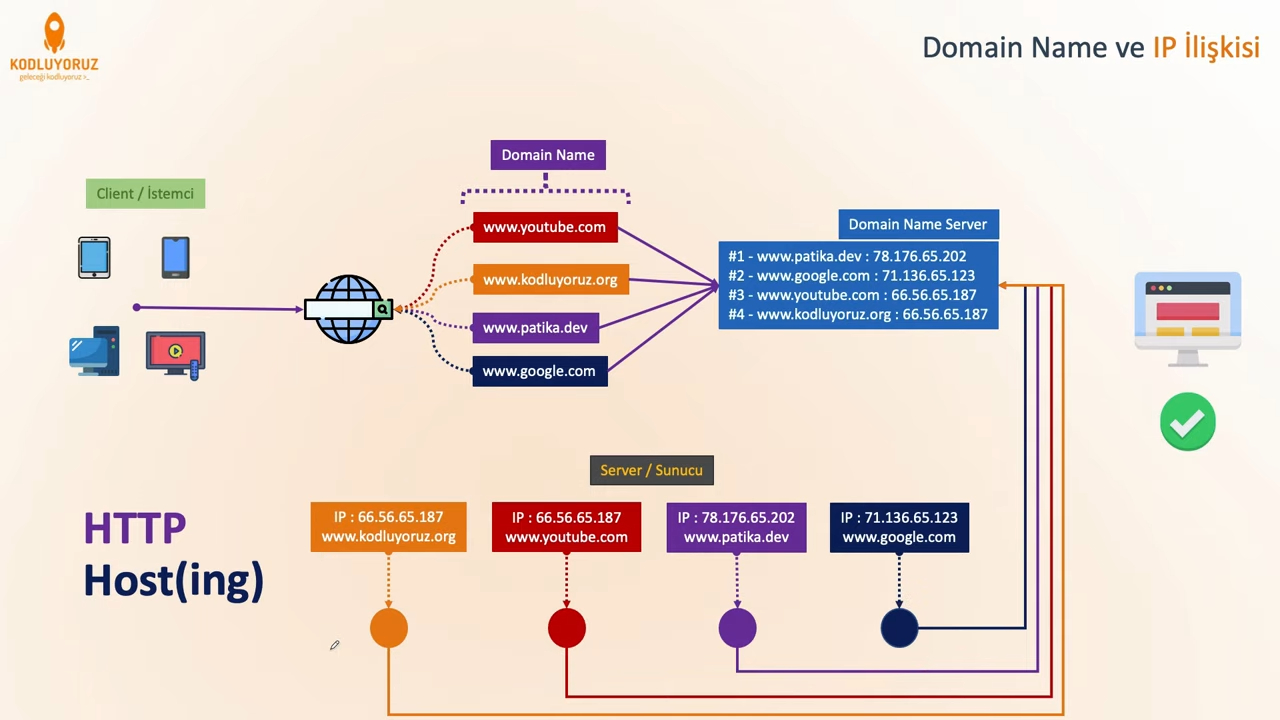 KODLUYORUZ
geleceği kodluyoruz >_
Domain Name ve IP İlişkisi
Domain Name
Client / İstemci
www.youtube.com
www.kodluyoruz.org
www.patika.dev
www.google.com
Domain Name Server
#1 - www.patika.dev : 78.176.65.202
#2 - www.google.com : 71.136.65.123
#3 - www.youtube.com : 66.56.65.187
#4 - www.kodluyoruz.org : 66.56.65.187
Server / Sunucu
HTTP
Host(ing)
IP : 66.56.65.187
www.kodluyoruz.org
IP : 66.56.65.187
www.youtube.com
IP : 78.176.65.202
www.patika.dev
IP : 71.136.65.123
www.google.com